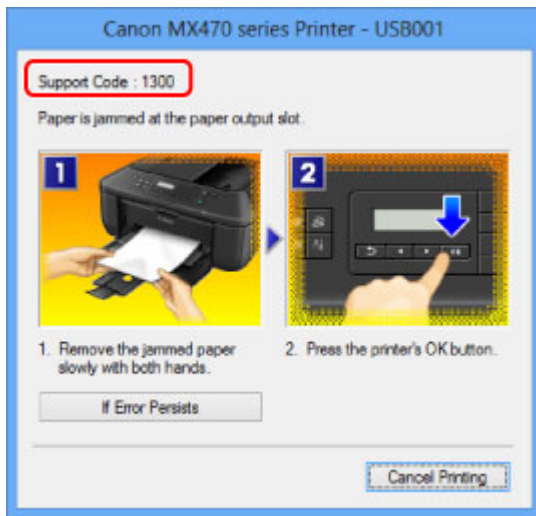 Canon MX470 series Printer - USB001
Support Code : 1300
Paper is jammed at the paper output slot.
1
2
1. Remove the jammed paper
slowly with both hands.
2. Press the printer's OK button.
If Error Persists
Cancel Printing